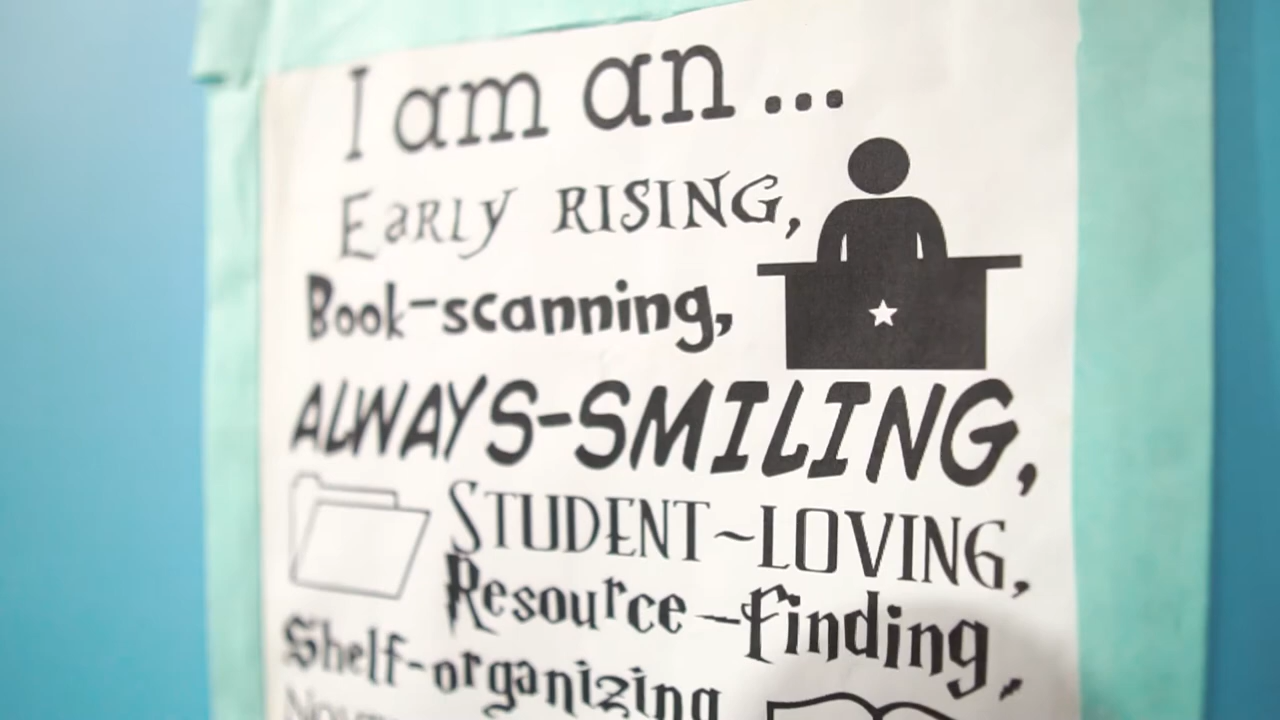 I am an...
Early RISING,
Book-scanning,
ALWAYS-SMILING,
STUDENT~LOVING,
Resource-finding,
Shelf-organizing